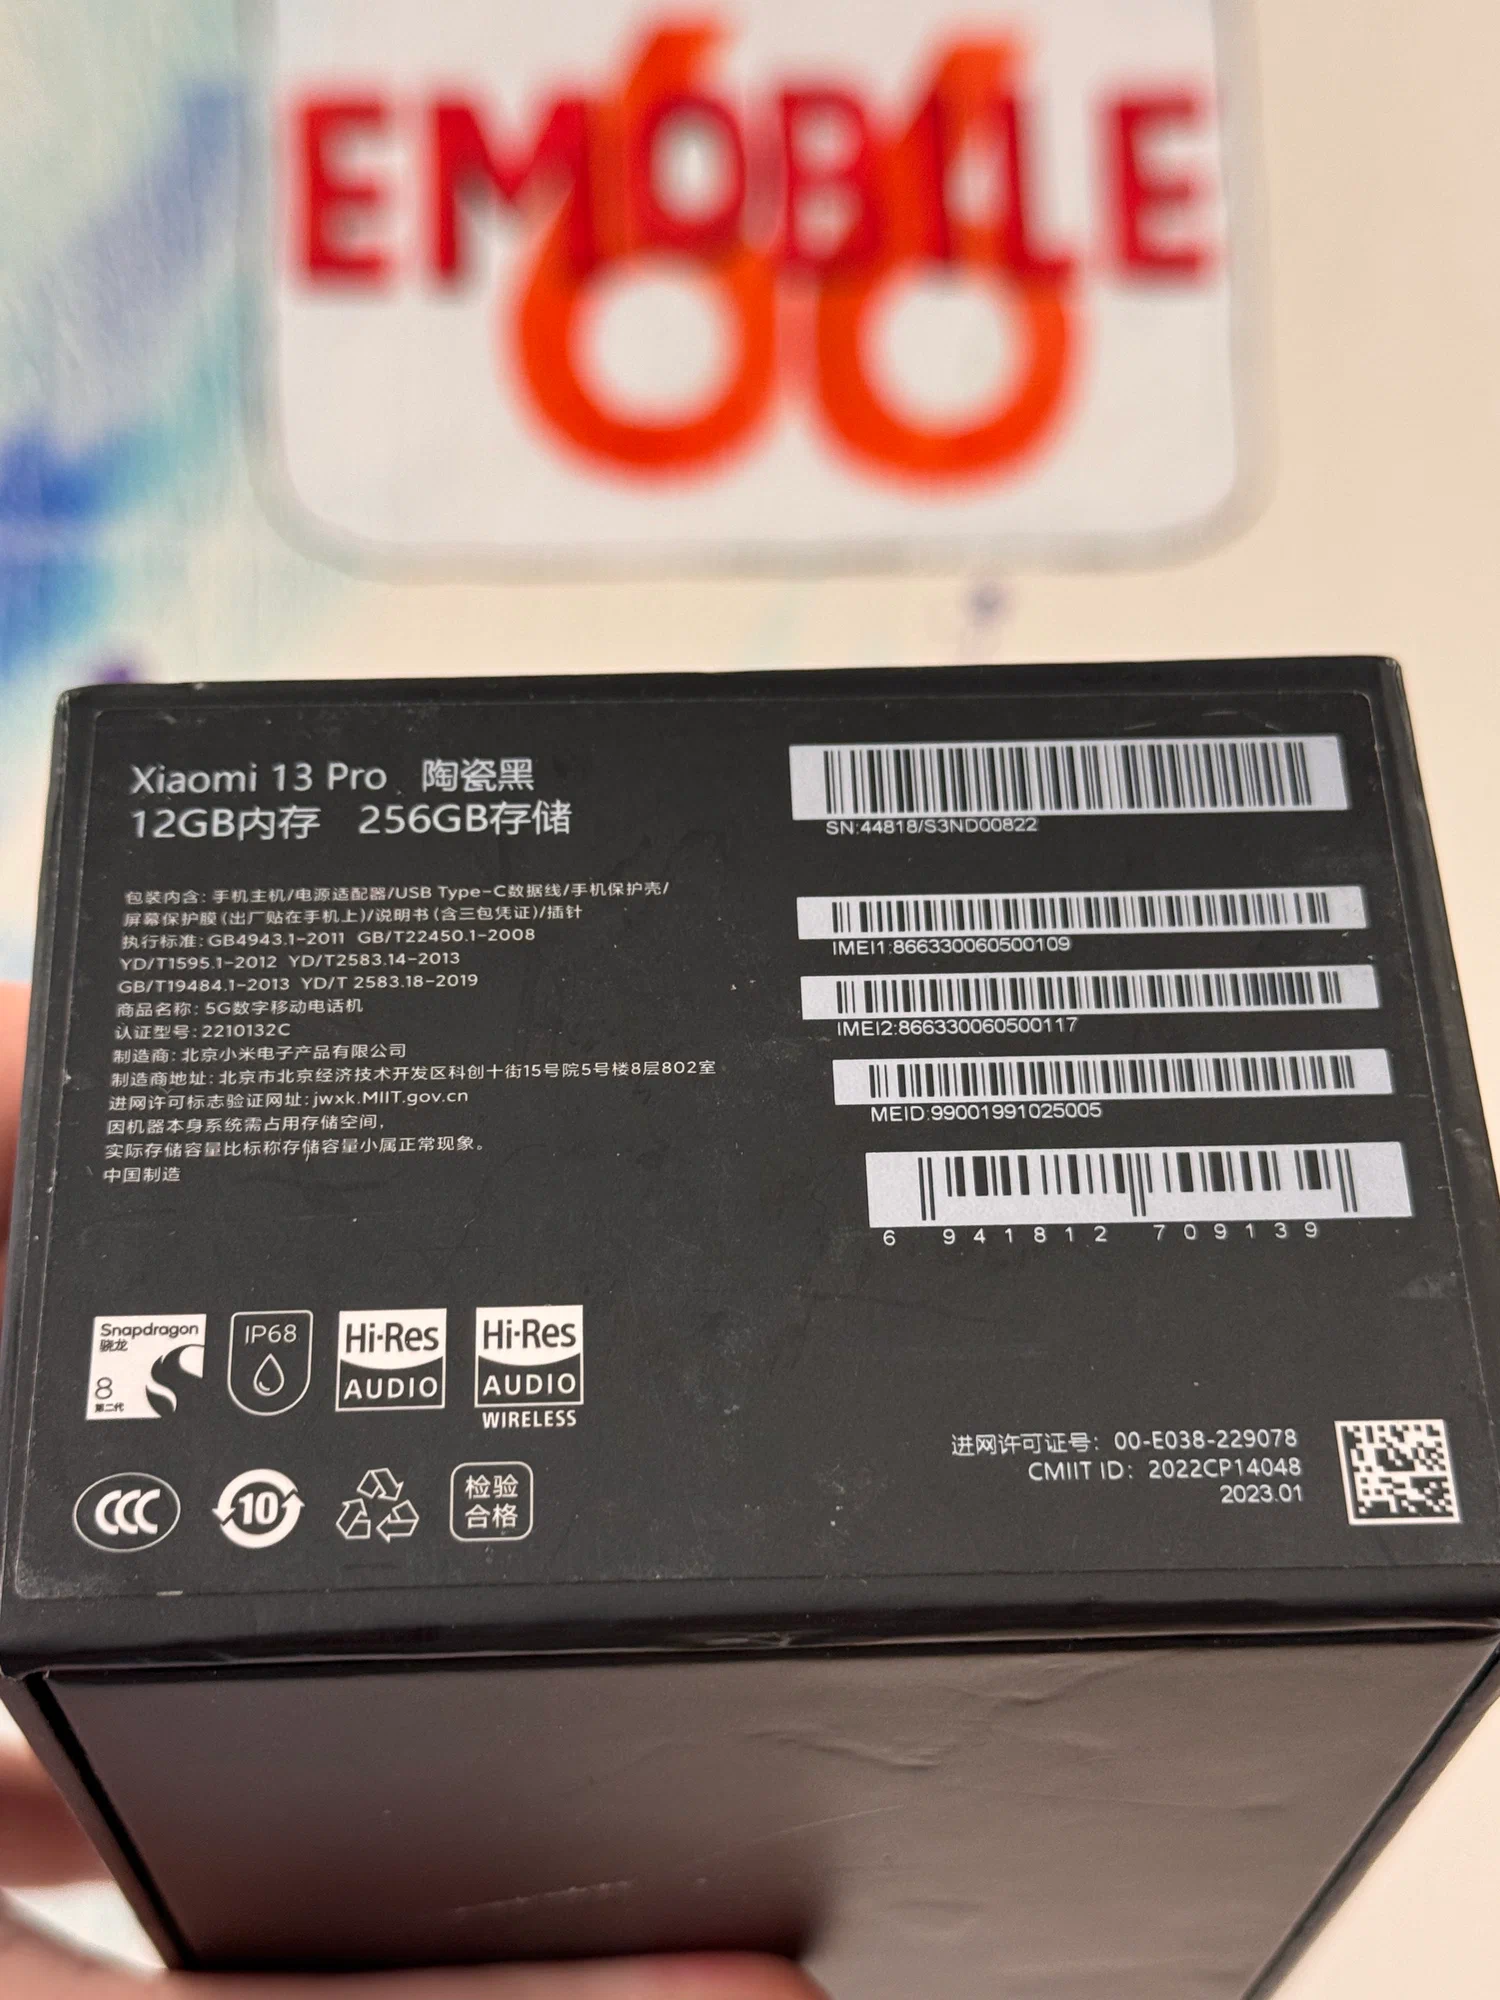 EMOBILE
66
Xiaomi 13 Pro 陶瓷黑
12GB内存 256GB存储
包装内含: 手机主机/电源适配器/USB Type-C数据线/手机保护壳/
屏幕保护膜(出厂贴在手机上)/说明书(含三包凭证)/插针
执行标准: GB4943.1-2011 GB/T22450.1-2008
YD/T1595.1-2012 YD/T2583.14-2013
GB/T19484.1-2013 YD/T 2583.18-2019
商品名称: 5G数字移动电话机
认证型号: 2210132C
制造商: 北京小米电子产品有限公司
制造商地址: 北京市北京经济技术开发区科创十街15号院5号楼8层802室
进网许可标志验证网址: jwxk.MIIT.gov.cn
因机器本身系统需占用存储空间,
实际存储容量比标称存储容量小属正常现象。
中国制造
SN:44818/S3ND00822
IMEI1:866330060500109
IMEI2:866330060500117
MEID:99001991025005
6 941812 709139
Snapdragon
骁龙
8
第二代
IP68
Hi-Res
AUDIO
Hi-Res
AUDIO
WIRELESS
CCC
10
检验
合格
进网许可证号: 00-E038-229078
CMIIT ID: 2022CP14048
2023.01